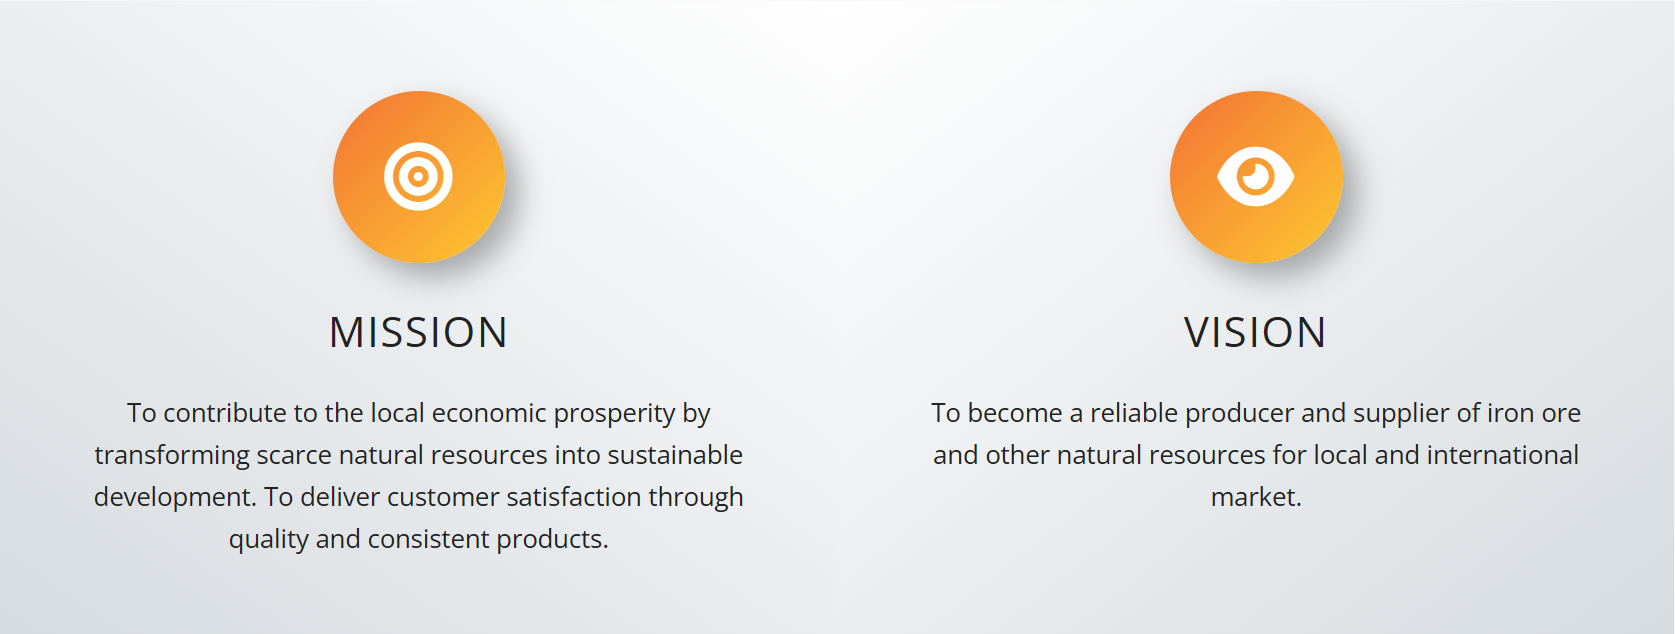 MISSION
To contribute to the local economic prosperity by
transforming scarce natural resources into sustainable
development. To deliver customer satisfaction through
quality and consistent products.
VISION
To become a reliable producer and supplier of iron ore
and other natural resources for local and international
market.